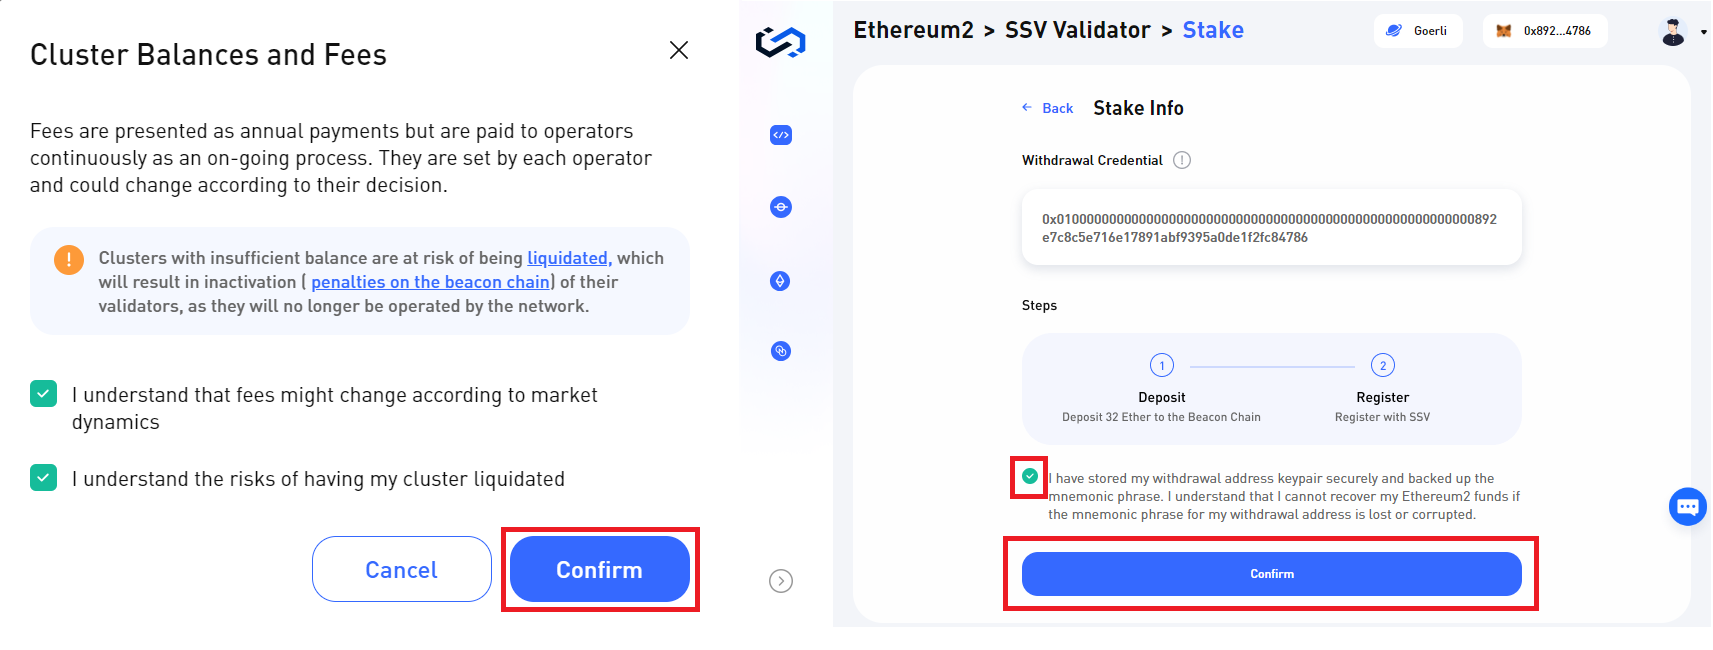 Cluster Balances and Fees
Fees are presented as annual payments but are paid to operators
continuously as an on-going process. They are set by each operator
and could change according to their decision.
!
Clusters with insufficient balance are at risk of being liquidated, which
will result in inactivation ( penalties on the beacon chain) of their
validators, as they will no longer be operated by the network.
I understand that fees might change according to market
dynamics
I understand the risks of having my cluster liquidated
Cancel
Confirm
Ethereum2 > SSV Validator > Stake
Goerli
0x892...4786
Back
Stake Info
Withdrawal Credential
0x010000000000000000000000000000000000000000000000000000000892
e7c8c5e716e17891abf9395a0de1f2fc84786
Steps
1
2
Deposit
Register
Deposit 32 Ether to the Beacon Chain
Register with SSV
I have stored my withdrawal address keypair securely and backed up the
mnemonic phrase. I understand that I cannot recover my Ethereum2 funds if
the mnemonic phrase for my withdrawal address is lost or corrupted.
Confirm